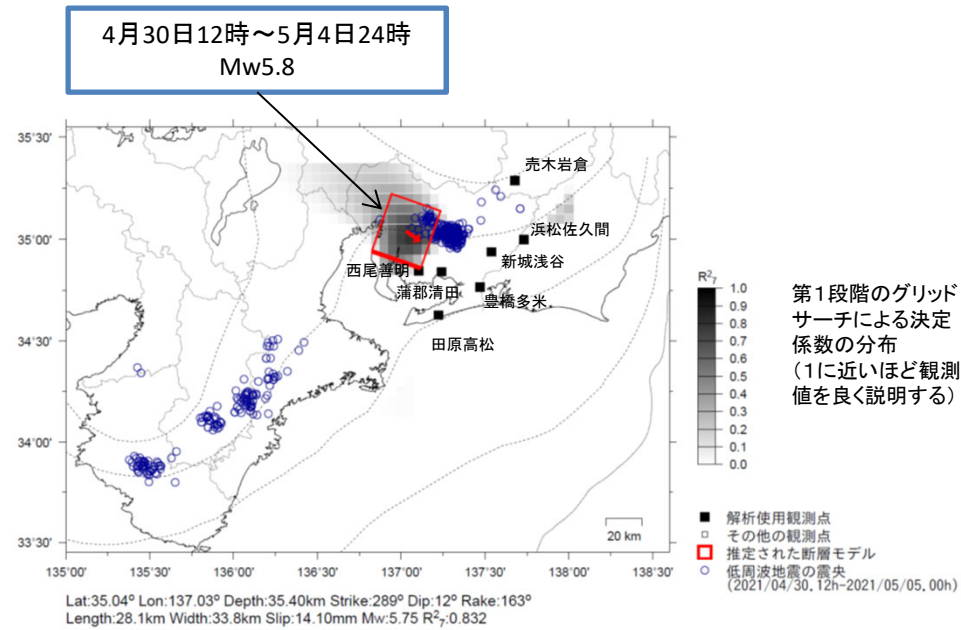 4月30日12時～5月4日24時
Mw5.8
35°30'
35°00'
34°30'
34°00'
33°30'
135°00'
135°30'
136°00'
136°30'
137°00'
137°30'
138°00'
138°30'
売木岩倉
浜松佐久間
新城浅谷
西尾善明
蒲郡清田
豊橋多米
田原高松
20 km
R²₇
1.0
0.9
0.8
0.7
0.6
0.5
0.4
0.3
0.2
0.1
0.0
第１段階のグリッド
サーチによる決定
係数の分布
（１に近いほど観測
値を良く説明する）
解析使用観測点
その他の観測点
推定された断層モデル
低周波地震の震央
(2021/04/30.12h-2021/05/05.00h)
Lat:35.04° Lon:137.03° Depth:35.40km Strike:289° Dip:12° Rake:163°
Length:28.1km Width:33.8km Slip:14.10mm Mw:5.75 R²₇:0.832